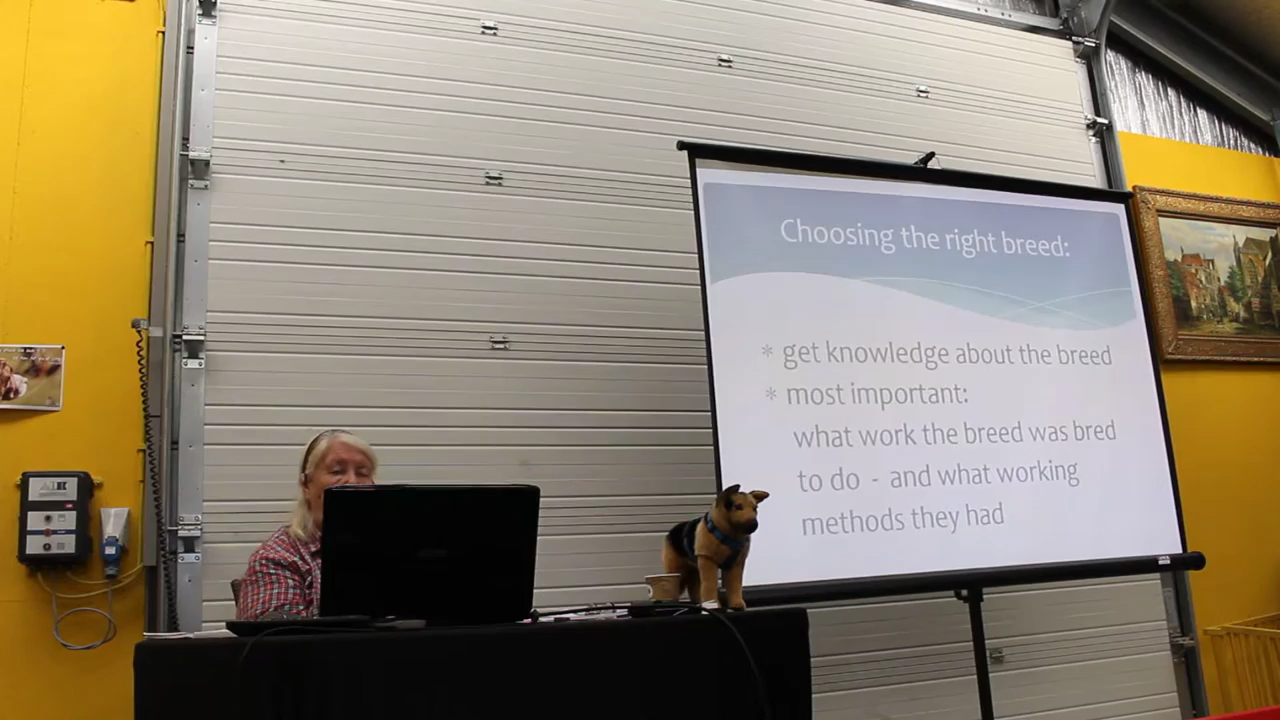 Choosing the right breed:
* get knowledge about the breed
* most important:
what work the breed was bred
to do - and what working
methods they had